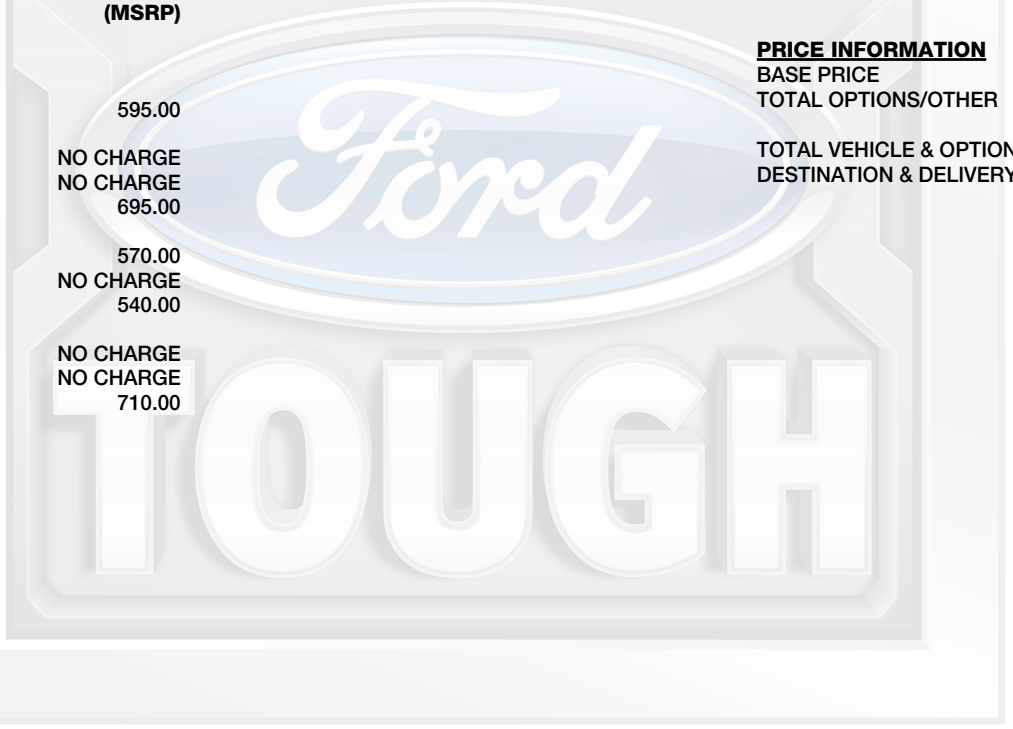 (MSRP)
595.00
NO CHARGE
NO CHARGE
695.00
570.00
NO CHARGE
540.00
NO CHARGE
NO CHARGE
710.00
PRICE INFORMATION
BASE PRICE
TOTAL OPTIONS/OTHER
TOTAL VEHICLE & OPTION
DESTINATION & DELIVERY
Ford
TOUGH